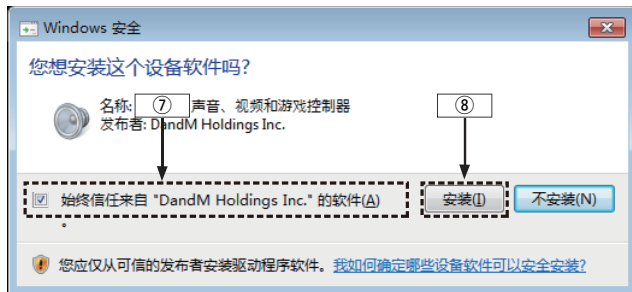 Windows 安全
您想安装这个设备软件吗?
名称: ⑦ 声音、视频和游戏控制器
⑧
发布者: DandM Holdings Inc.
始终信任来自 "DandM Holdings Inc." 的软件(A)
。
安装(I)
不安装(N)
您应仅从可信的发布者安装驱动程序软件。我如何确定哪些设备软件可以安全安装?